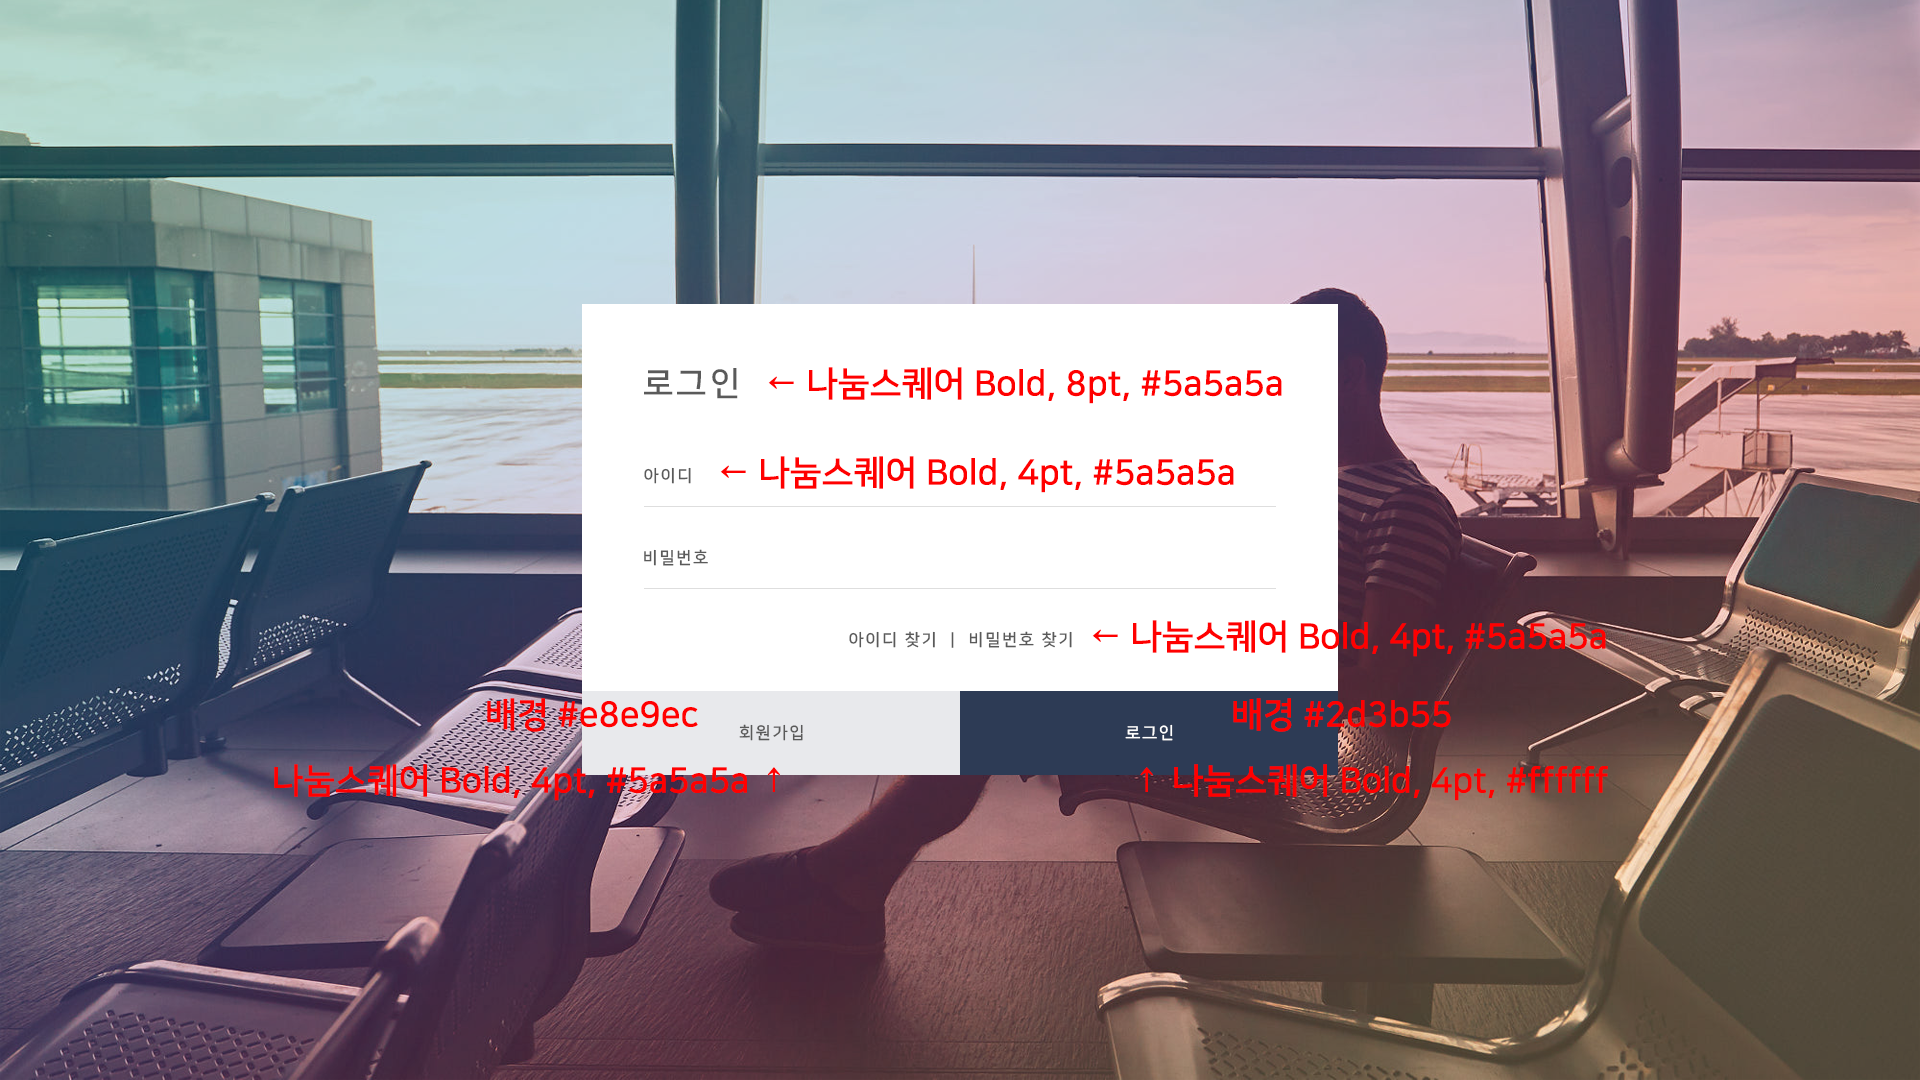 로그인 ← 나눔스퀘어 Bold, 8pt, #5a5a5a
아이디 ← 나눔스퀘어 Bold, 4pt, #5a5a5a
비밀번호
아이디 찾기 | 비밀번호 찾기 ← 나눔스퀘어 Bold, 4pt, #5a5a5a
배경 #e8e9ec
배경 #2d3b55
회원가입
로그인
나눔스퀘어 Bold, 4pt, #5a5a5a ↑
↑ 나눔스퀘어 Bold, 4pt, #ffffff